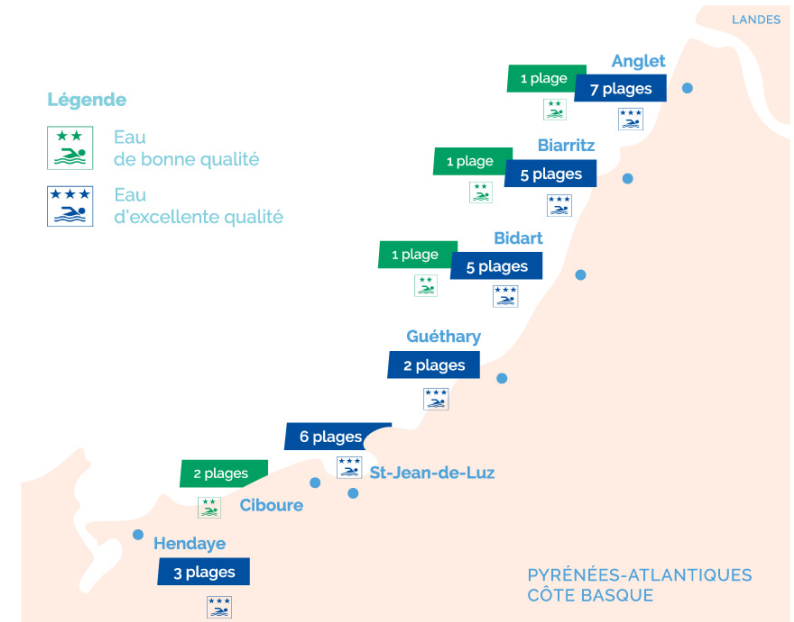 LANDES
Anglet
1 plage
7 plages
Légende
Eau
de bonne qualité
Eau
d'excellente qualité
Biarritz
1 plage
5 plages
Bidart
1 plage
5 plages
Guéthary
2 plages
6 plages
St-Jean-de-Luz
2 plages
Ciboure
Hendaye
3 plages
PYRÉNÉES-ATLANTIQUES
CÔTE BASQUE